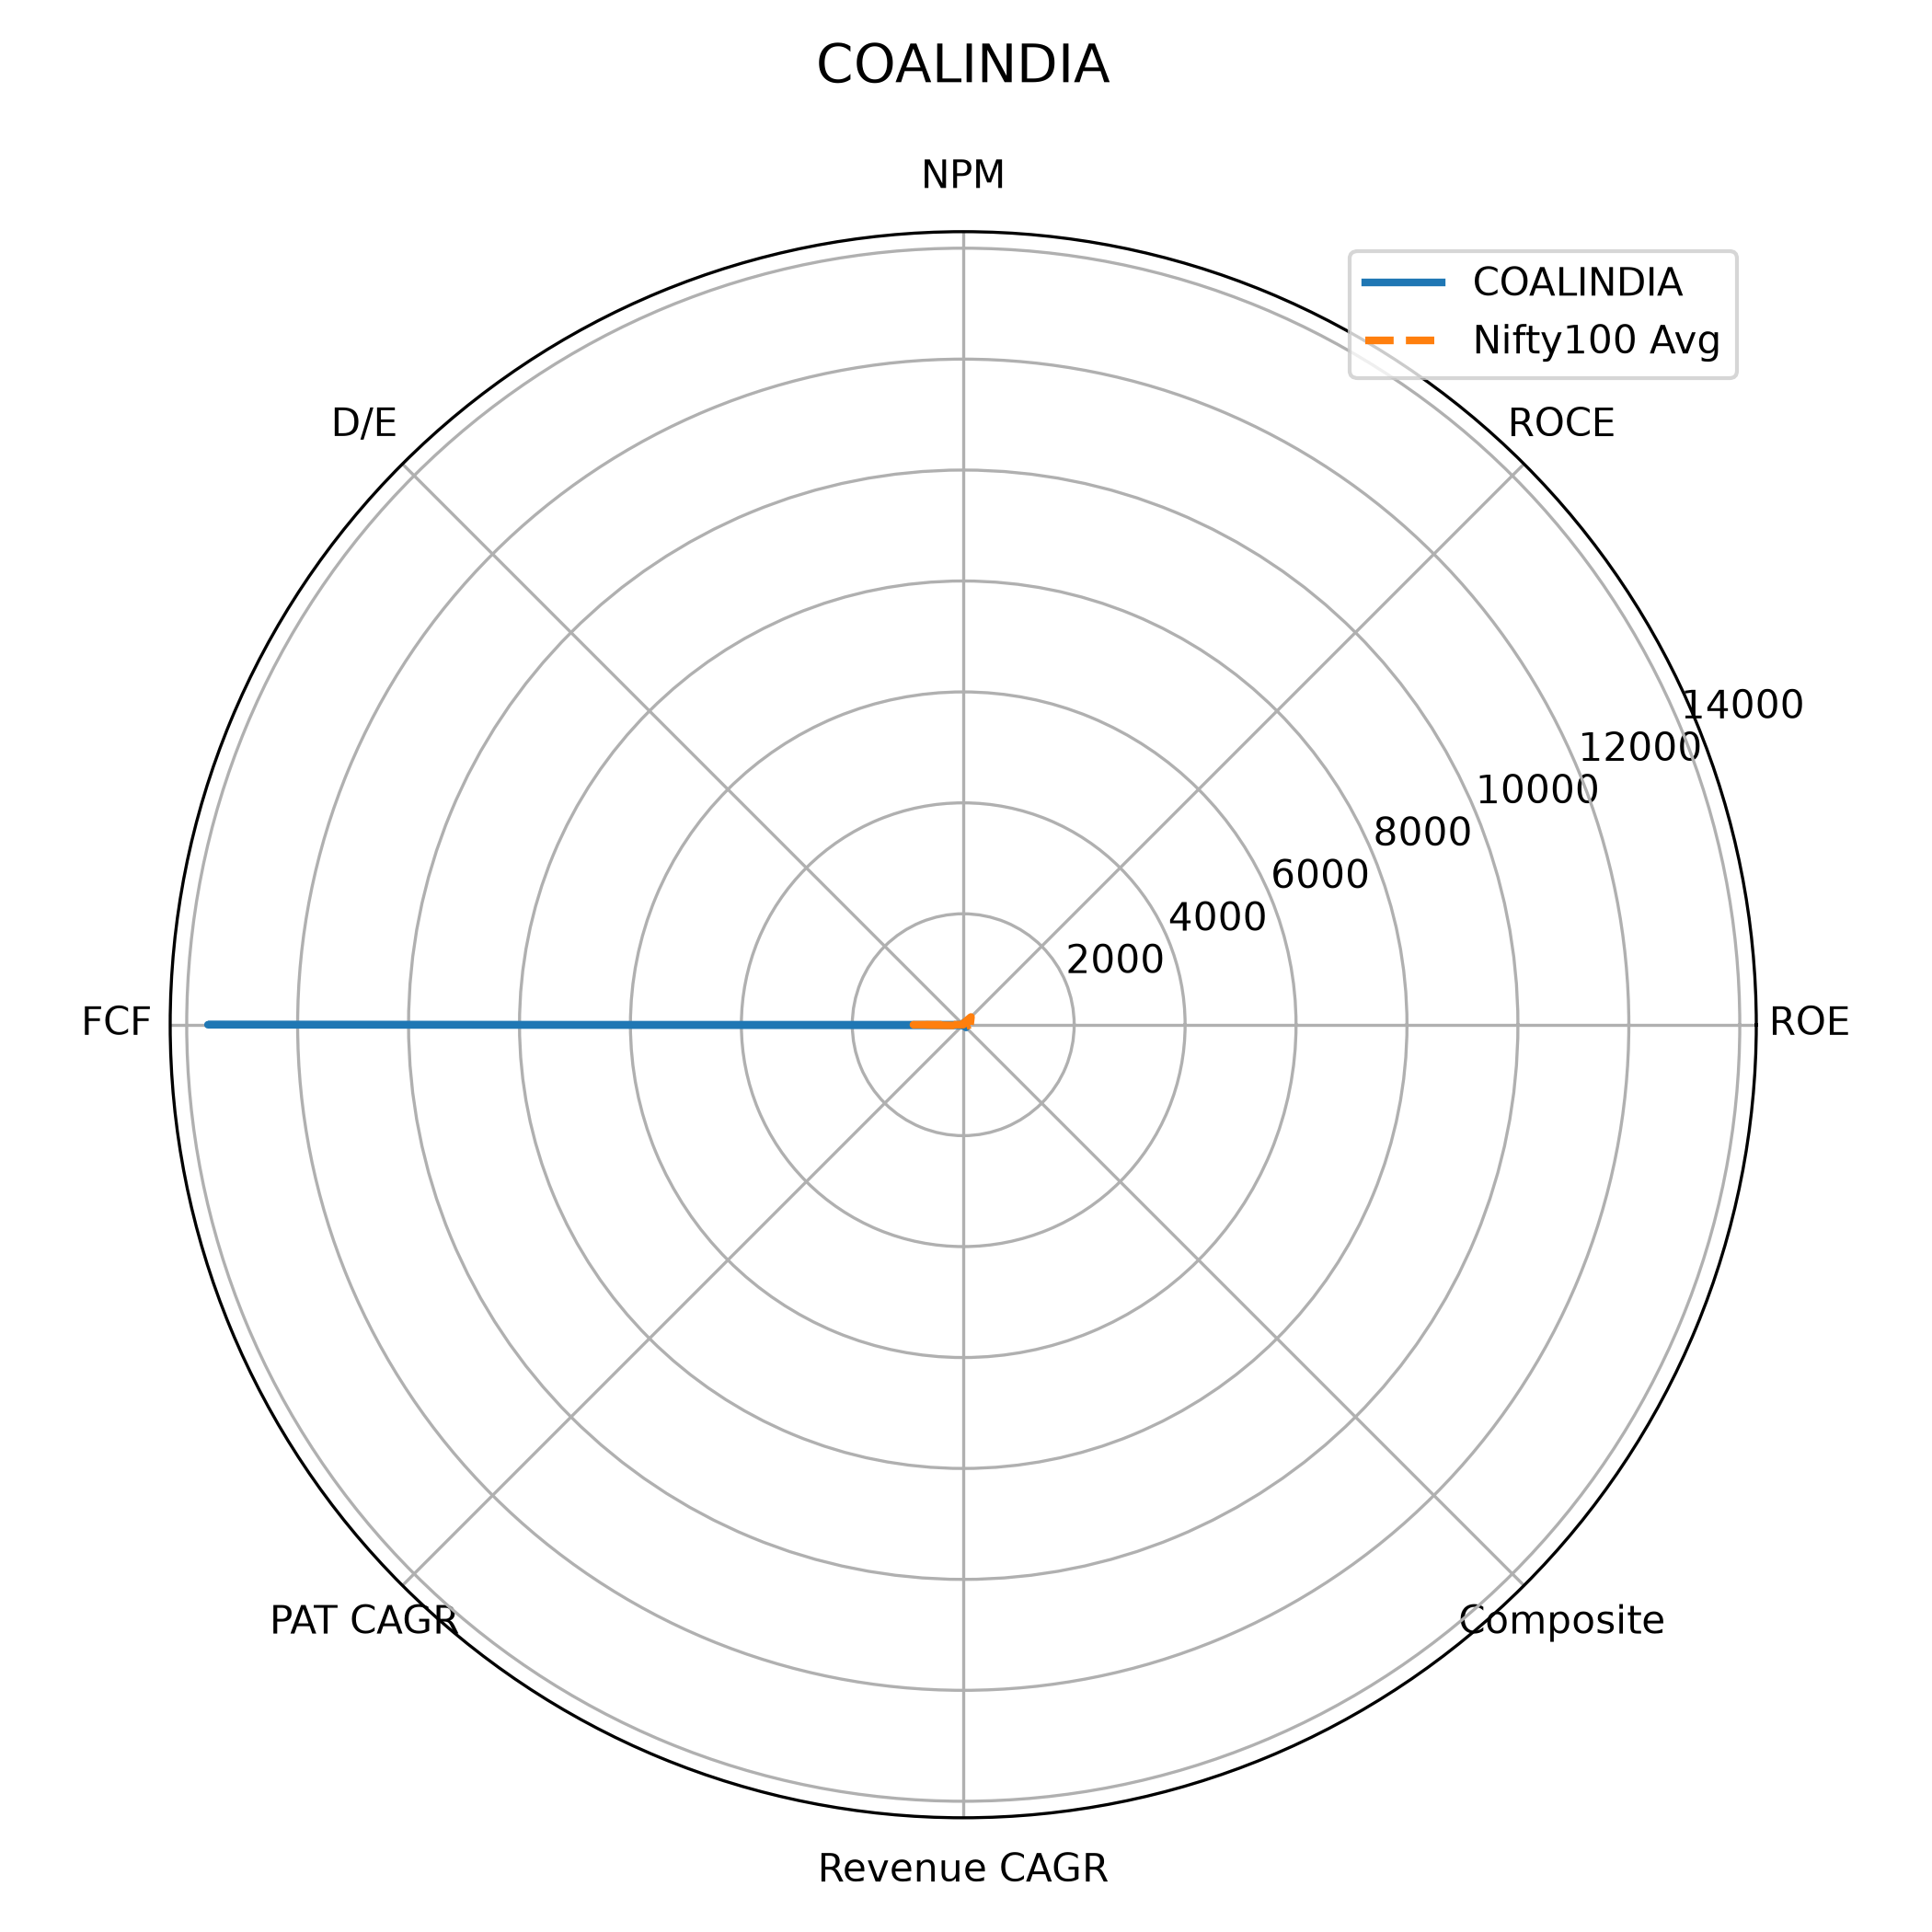 COALINDIA
NPM
COALINDIA
Nifty100 Avg
D/E
ROCE
14000
12000
10000
8000
6000
4000
2000
FCF
ROE
PAT CAGR
Composite
Revenue CAGR